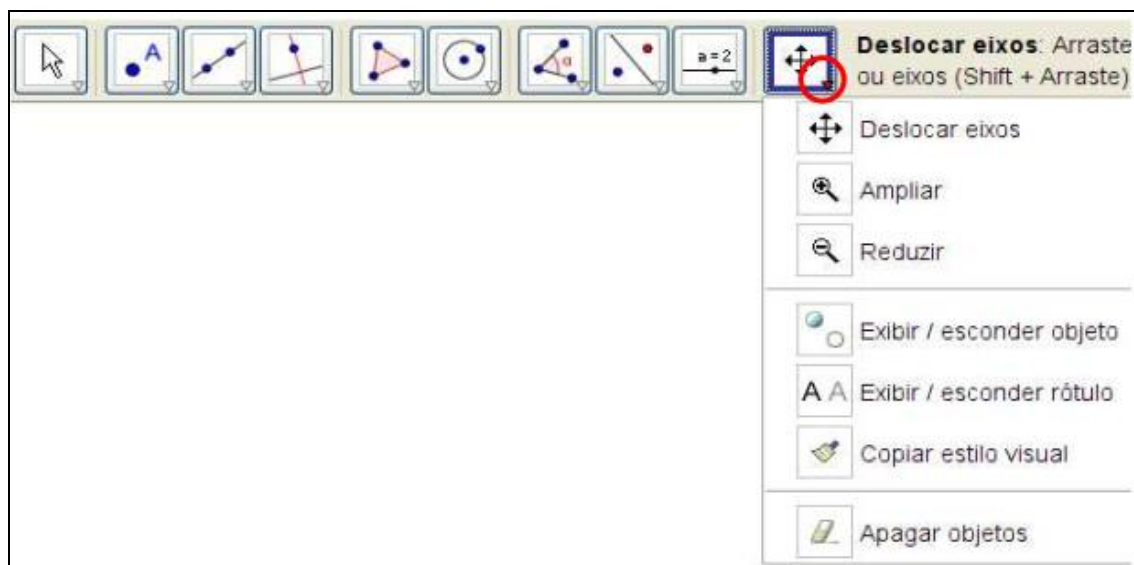 A
α
a = 2
Deslocar eixos: Arraste
ou eixos (Shift + Arraste)
Deslocar eixos
Ampliar
Reduzir
Exibir / esconder objeto
A A Exibir / esconder rótulo
Copiar estilo visual
Apagar objetos